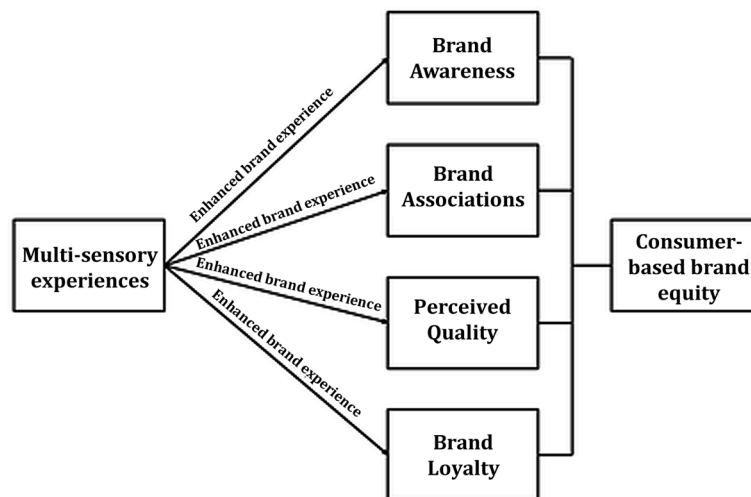 Brand
Awareness
Enhanced brand experience
Brand
Associations
Enhanced brand experience
Multi-sensory
experiences
Consumer-
based brand
equity
Enhanced brand experience
Perceived
Quality
Enhanced brand experience
Brand
Loyalty